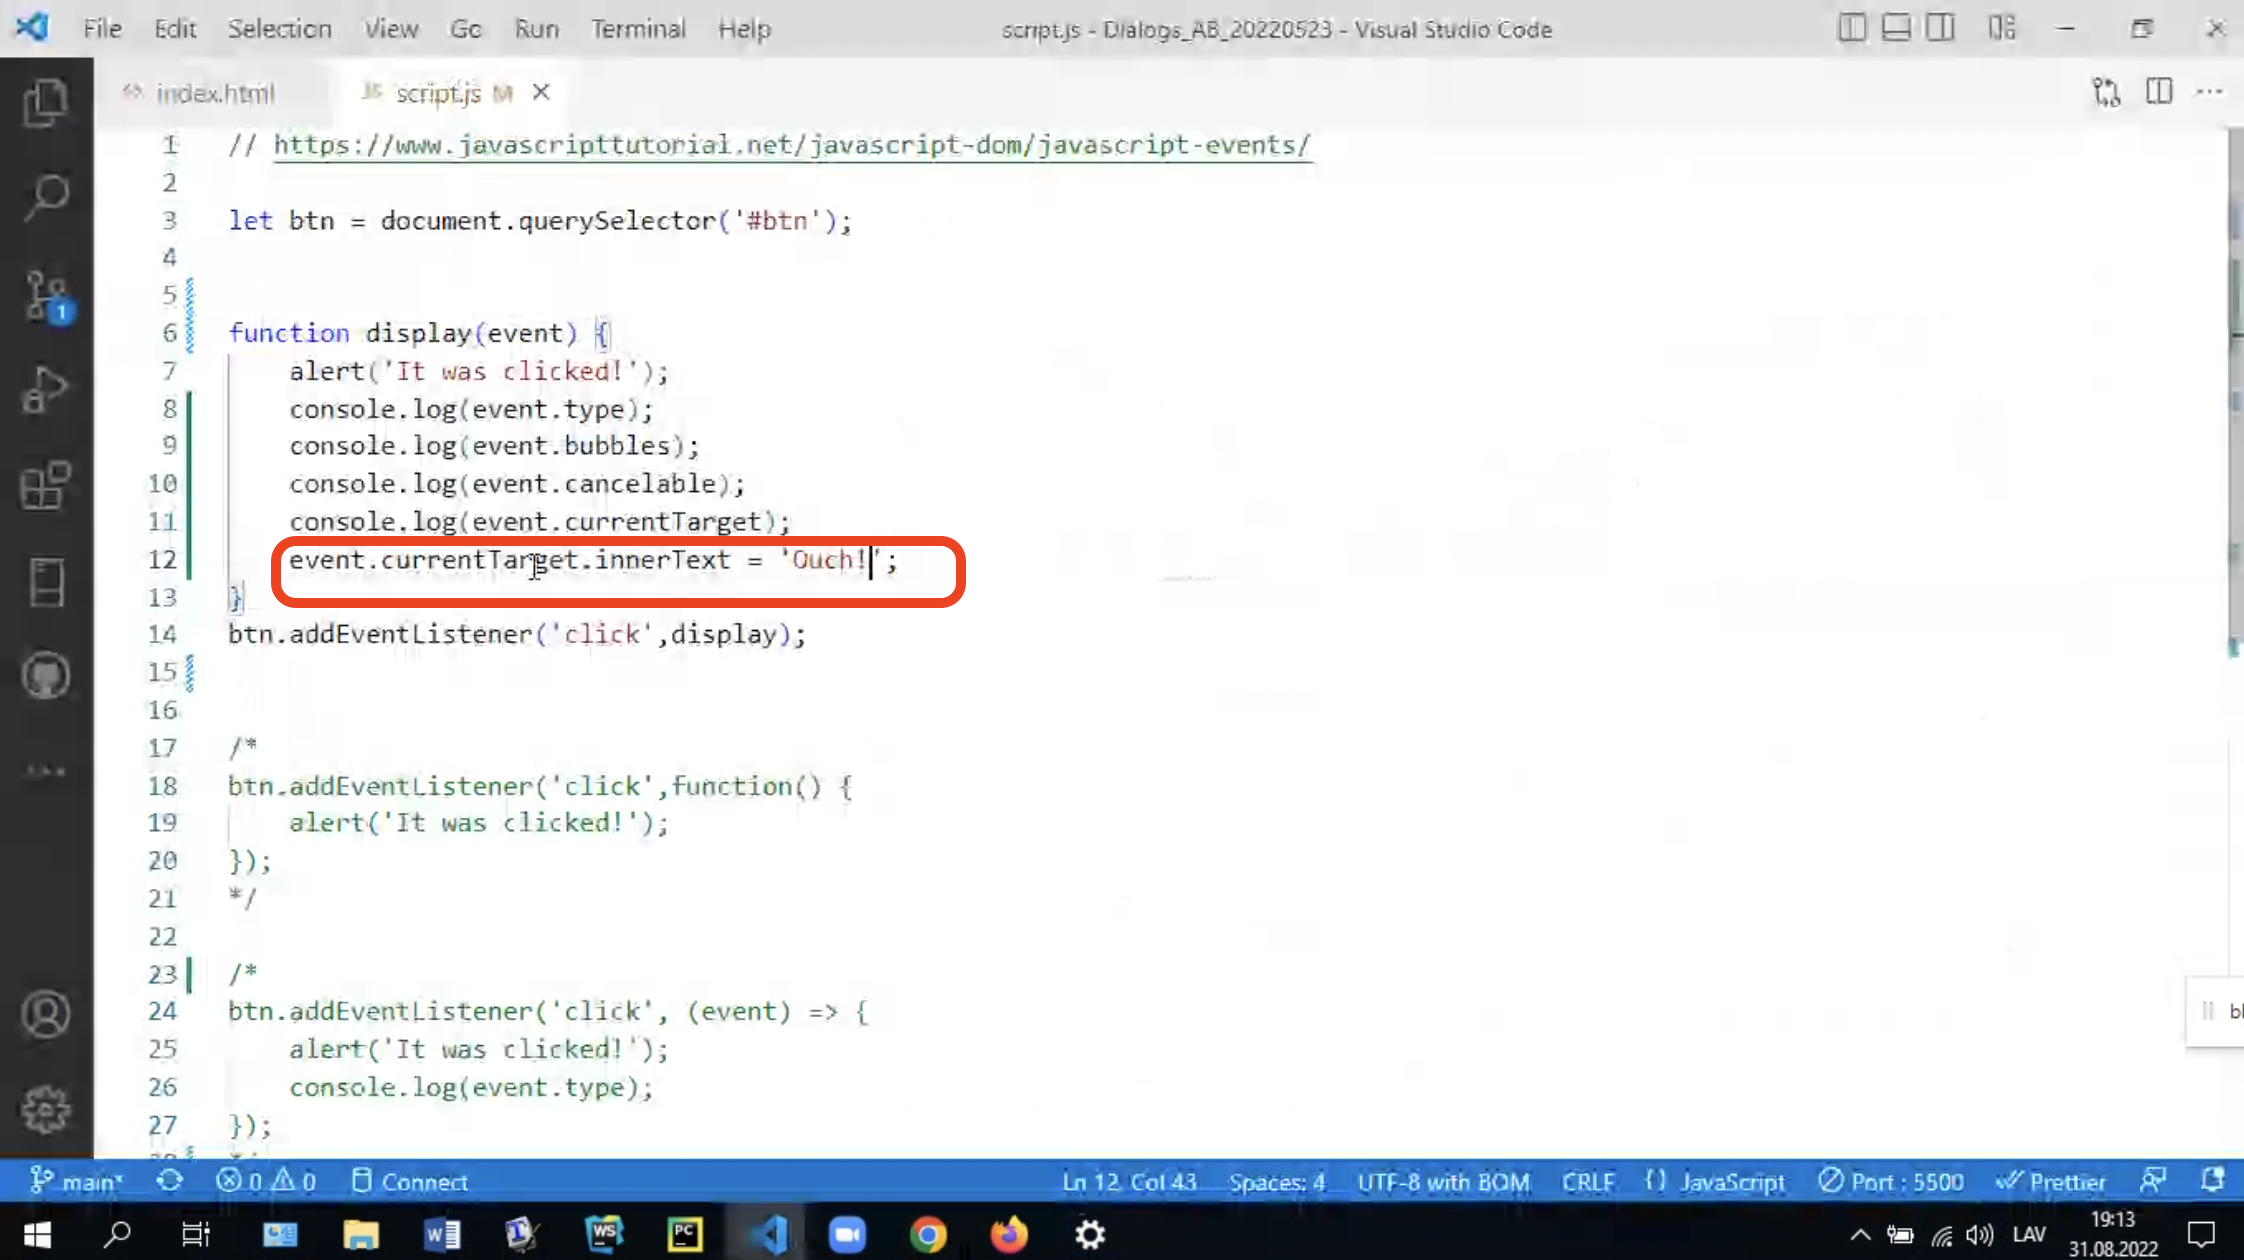 File Edit Selection View Go Run Terminal Help script.js - Dialogs_AB_20220523 - Visual Studio Code
index.html JS script.js M
1 // https://www.javascripttutorial.net/javascript-dom/javascript-events/
2
3 let btn = document.querySelector('#btn');
4
5
6 function display(event) {
7 alert('It was clicked!');
8 console.log(event.type);
9 console.log(event.bubbles);
10 console.log(event.cancelable);
11 console.log(event.currentTarget);
12 event.currentTarget.innerText = 'Ouch!';
13 }
14 btn.addEventListener('click',display);
15
16
17 /*
18 btn.addEventListener('click',function() {
19 alert('It was clicked!');
20 });
21 */
22
23 /*
24 btn.addEventListener('click', (event) => {
25 alert('It was clicked!');
26 console.log(event.type);
27 });
1
main* 0 0 Connect Ln 12, Col 43 Spaces: 4 UTF-8 with BOM CRLF {} JavaScript Port : 5500 Prettier
W WS PC LAV 19:13
31.08.2022